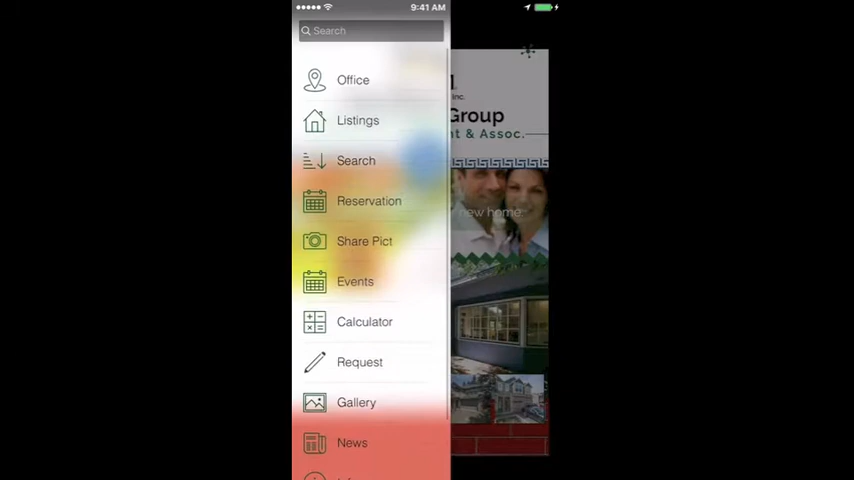 9:41 AM
Search
Office
Listings
Search
Reservation
Share Pict
Events
Calculator
Request
Gallery
News
Inc.
Group
t & Assoc.
new home